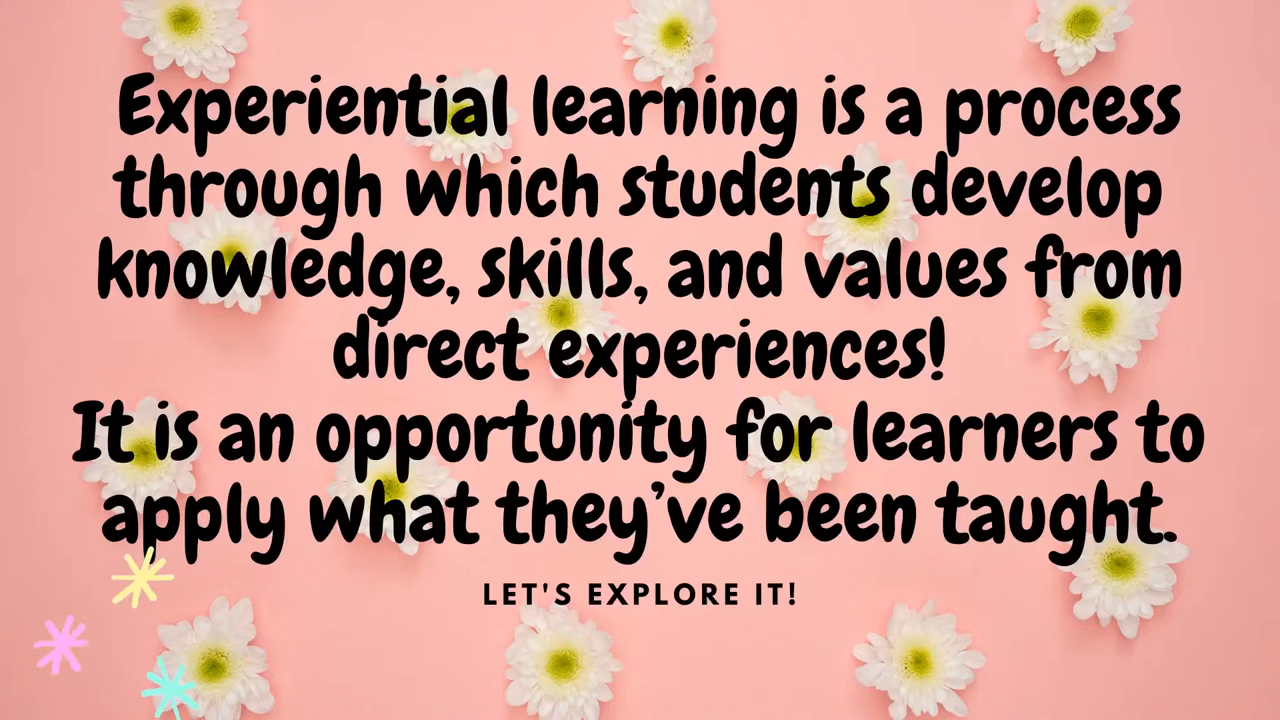 Experiential learning is a process
through which students develop
knowledge, skills, and values from
direct experiences!
It is an opportunity for learners to
apply what they’ve been taught.
LET'S EXPLORE IT!